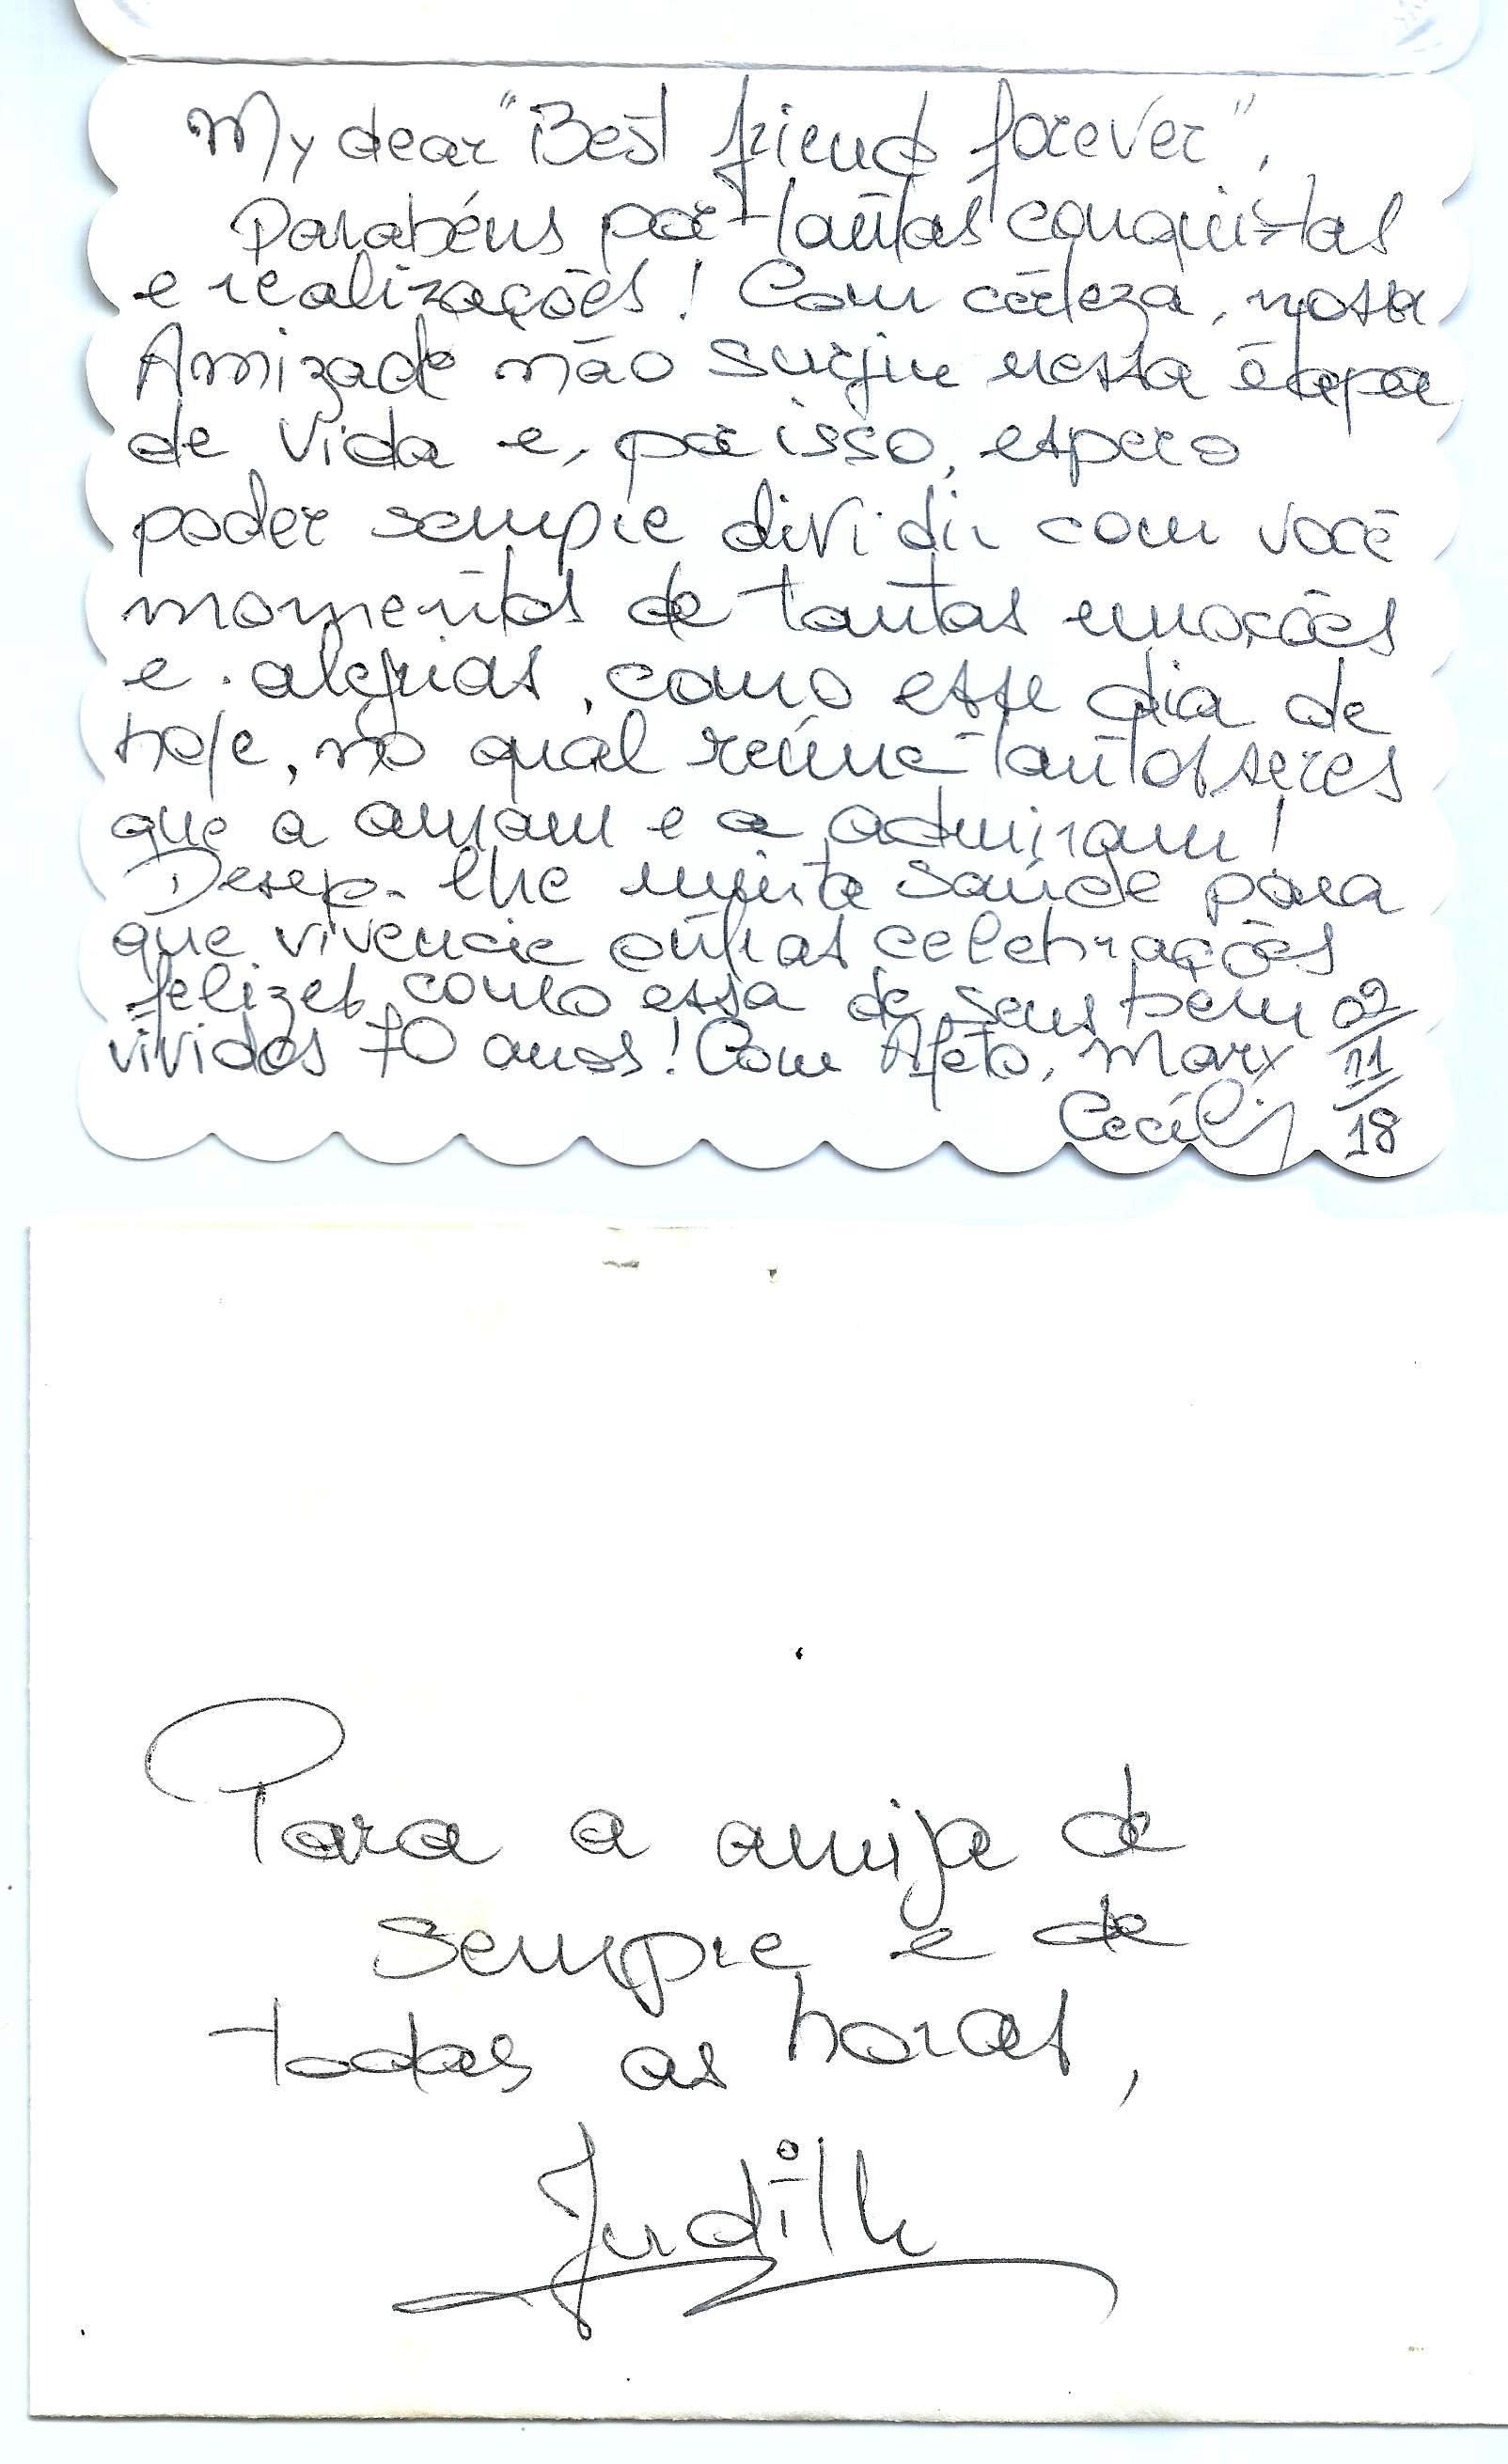 My dear "Best friend forever",
Parabéns por tantas conquistas
e realizações! Com certeza, nossa
Amizade não surgiu nesta etapa
de vida e, por isso, espero
poder sempre dividir com você
momentos de tantas emoções
e alegrias, como esse dia de
hoje, no qual reúne tantos seres
que a amam e a admiram!
Desejo-lhe muita saúde para
que vivencie outras celebrações
felizes como essa de seus bem
vividos 70 anos! Com Afeto, Mary
Cecília
02/11/18
Para a amiga de
sempre e de
todas as horas,
Judith